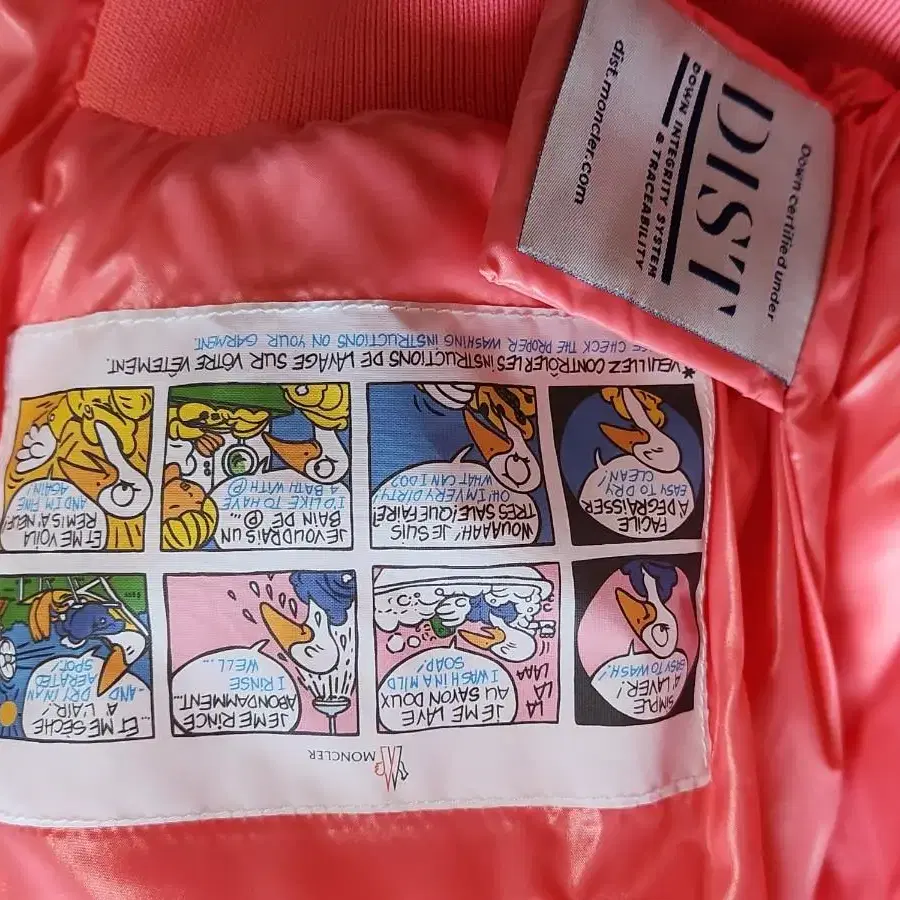 Down certified under
DIST
DOWN INTEGRITY SYSTEM
& TRACEABILITY
dist.moncler.com
MONCLER
SIMPLE
À LAVER!
EASY TO WASH!
JE ME LAVE
AU SAVON DOUX
I WASH IN A MILD
SOAP!
LA
LA
LA
LAAA
JE ME RINCE
ABONDAMMENT...
I RINSE
WELL...
...ET ME SÈCHE
À L'AIR!
...AND DRY IN AN
AERATED
SPOT!
FACILE
À DÉGRAISSER
EASY TO DRY
CLEAN!
WOUAAAH! JE SUIS
TRÈS SALE! QUE FAIRE?
OH! I'M VERY DIRTY
WHAT CAN I DO?
JE VOUDRAIS UN
BAIN DE Ⓟ...
I'D LIKE TO HAVE
A BATH WITH Ⓟ
ET ME VOILA
REMIS À NEUF!
AND I'M FINE
AGAIN!
*VEUILLEZ CONTRÔLER LES INSTRUCTIONS DE LAVAGE SUR VÔTRE VÊTEMENT.
CHECK THE PROPER WASHING INSTRUCTIONS ON YOUR GARMENT.